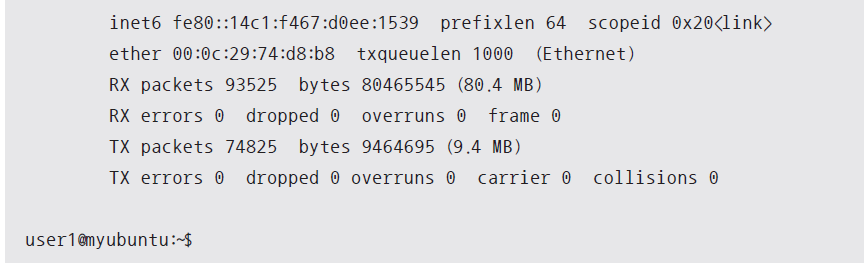 inet6 fe80::14c1:f467:d0ee:1539 prefixlen 64 scopeid 0x20<link>
ether 00:0c:29:74:d8:b8 txqueuelen 1000 (Ethernet)
RX packets 93525 bytes 80465545 (80.4 MB)
RX errors 0 dropped 0 overruns 0 frame 0
TX packets 74825 bytes 9464695 (9.4 MB)
TX errors 0 dropped 0 overruns 0 carrier 0 collisions 0
user1@myubuntu:~$